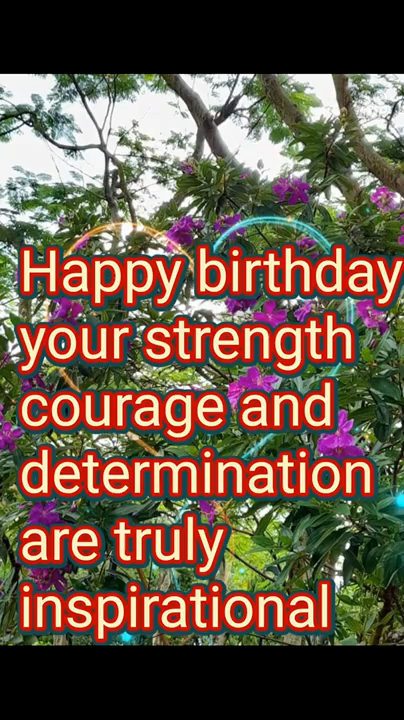 Happy birthday
your strength
courage and
determination
are truly
inspirational